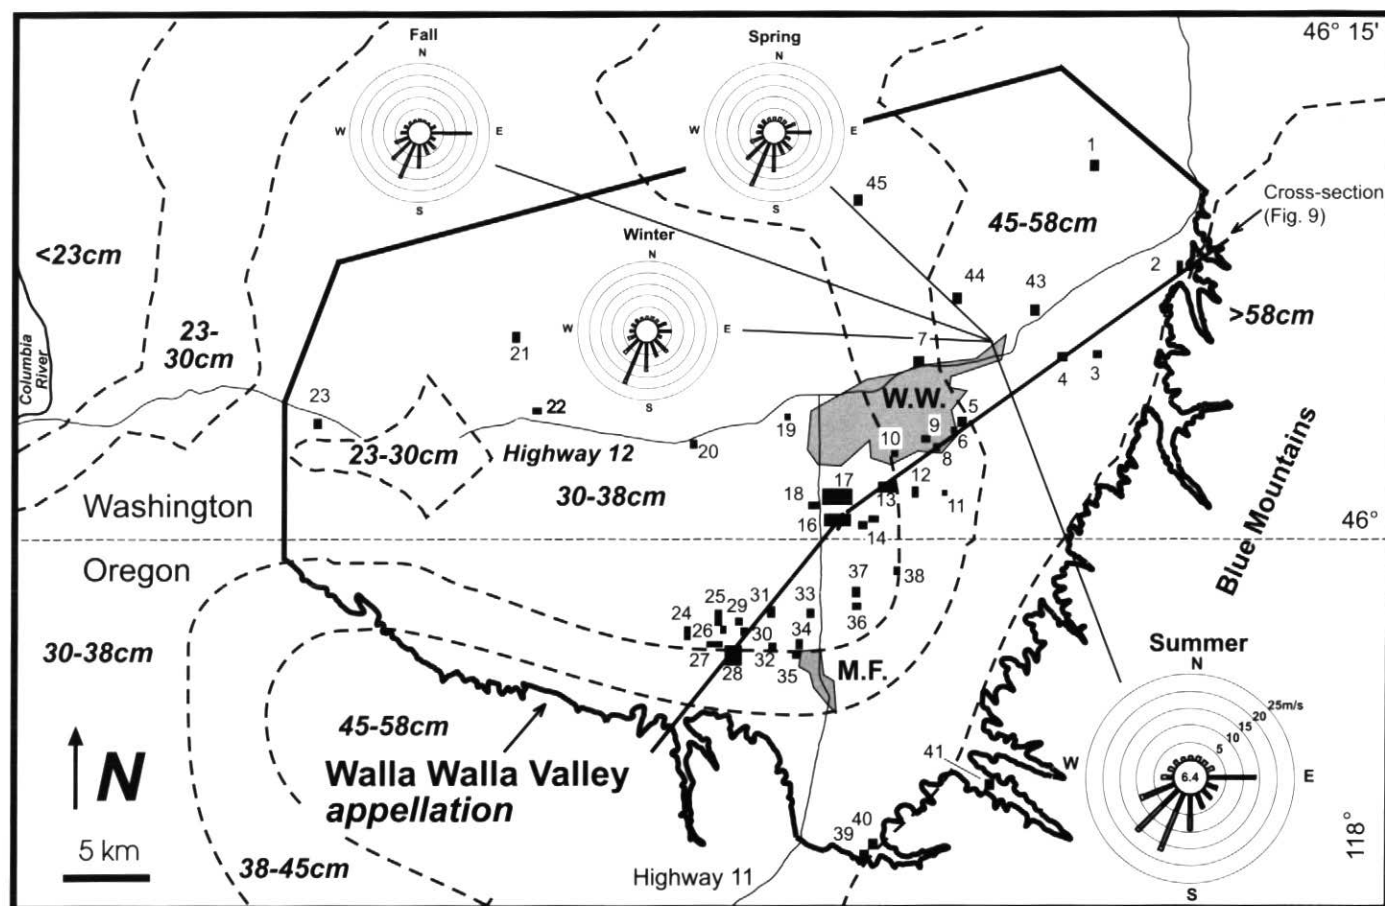 Fall
N
W
E
S
Spring
N
W
E
S
46° 15'
1
45
Cross-section
(Fig. 9)
45-58cm
<23cm
Winter
N
W
E
S
2
44
43
>58cm
23-
30cm
Columbia
River
21
7
4
3
W.W.
23
22
19
5
9
6
10
8
23-30cm
Highway 12
20
30-38cm
17
12
13
11
18
16
14
Washington
46°
Oregon
Blue Mountains
38
37
25
31
33
24
29
36
26
30
34
27
32
28
35
30-38cm
M.F.
Summer
N
25m/s
20
15
10
5
W
6.4
E
S
45-58cm
41
N
Walla Walla Valley
appellation
5 km
40
39
118°
38-45cm
Highway 11